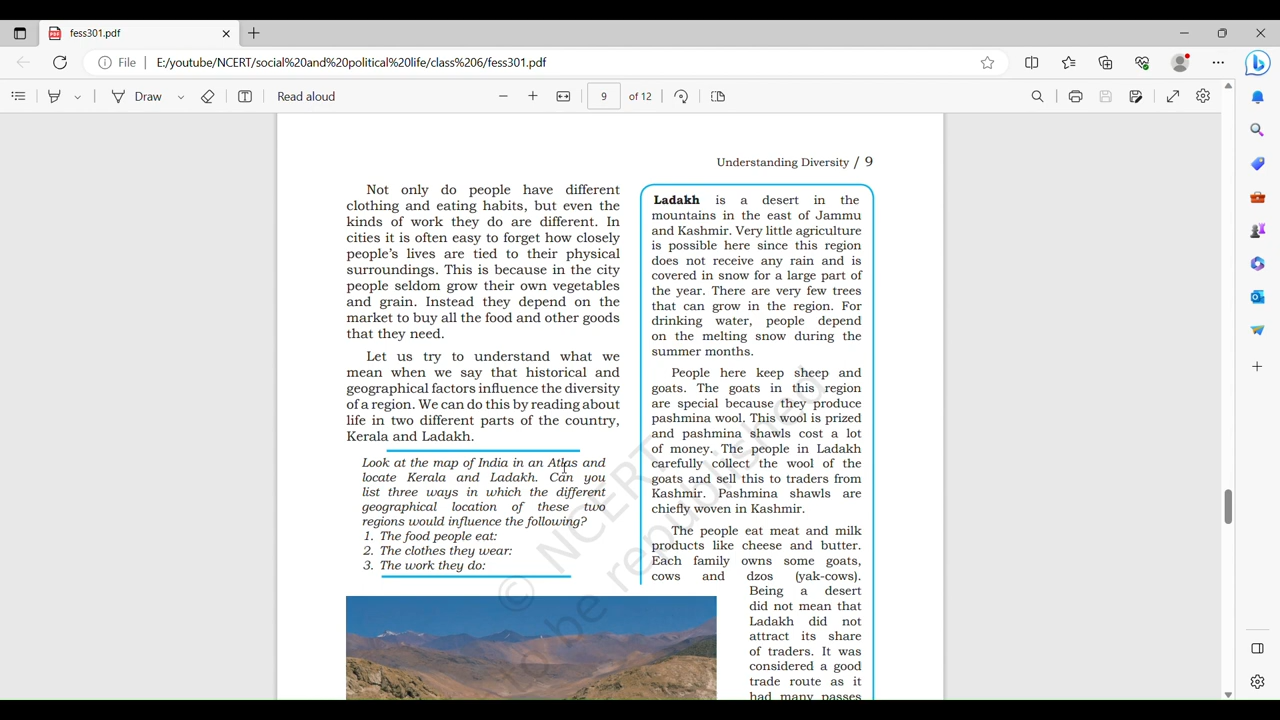 fess301.pdf
File
E:/youtube/NCERT/social%20and%20political%20life/class%206/fess301.pdf
Draw
Read aloud
9
of 12
Understanding Diversity / 9
Not only do people have different
clothing and eating habits, but even the
kinds of work they do are different. In
cities it is often easy to forget how closely
people's lives are tied to their physical
surroundings. This is because in the city
people seldom grow their own vegetables
and grain. Instead they depend on the
market to buy all the food and other goods
that they need.
Let us try to understand what we
mean when we say that historical and
geographical factors influence the diversity
of a region. We can do this by reading about
life in two different parts of the country,
Kerala and Ladakh.
Look at the map of India in an Atlas and
locate Kerala and Ladakh. Can you
list three ways in which the different
geographical location of these two
regions would influence the following?
1. The food people eat:
2. The clothes they wear:
3. The work they do:
Ladakh is a desert in the
mountains in the east of Jammu
and Kashmir. Very little agriculture
is possible here since this region
does not receive any rain and is
covered in snow for a large part of
the year. There are very few trees
that can grow in the region. For
drinking water, people depend
on the melting snow during the
summer months.
People here keep sheep and
goats. The goats in this region
are special because they produce
pashmina wool. This wool is prized
and pashmina shawls cost a lot
of money. The people in Ladakh
carefully collect the wool of the
goats and sell this to traders from
Kashmir. Pashmina shawls are
chiefly woven in Kashmir.
The people eat meat and milk
products like cheese and butter.
Each family owns some goats,
cows and dzos (yak-cows).
Being a desert
did not mean that
Ladakh did not
attract its share
of traders. It was
considered a good
trade route as it
had many passes
© NCERT
be republished